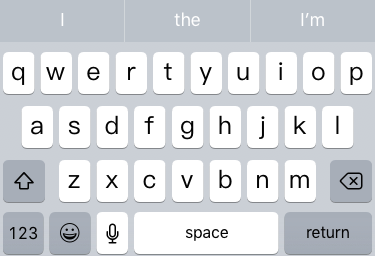 I the I'm
q w e r t y u i o p
a s d f g h j k l
z x c v b n m
123 space return